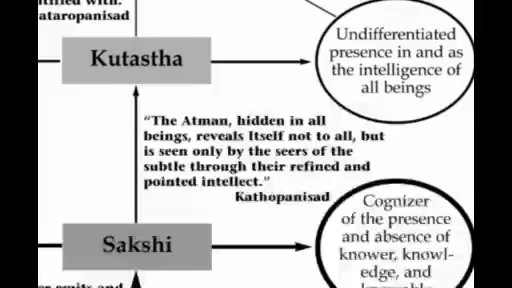 ataropanisad
Kutastha
Undifferentiated
presence in and as
the intelligence of
all beings
“The Atman, hidden in all
beings, reveals Itself not to all, but
is seen only by the seers of the
subtle through their refined and
pointed intellect.”
Kathopanisad
Sakshi
Cognizer
of the presence
and absence of
knower, knowl-
edge, and